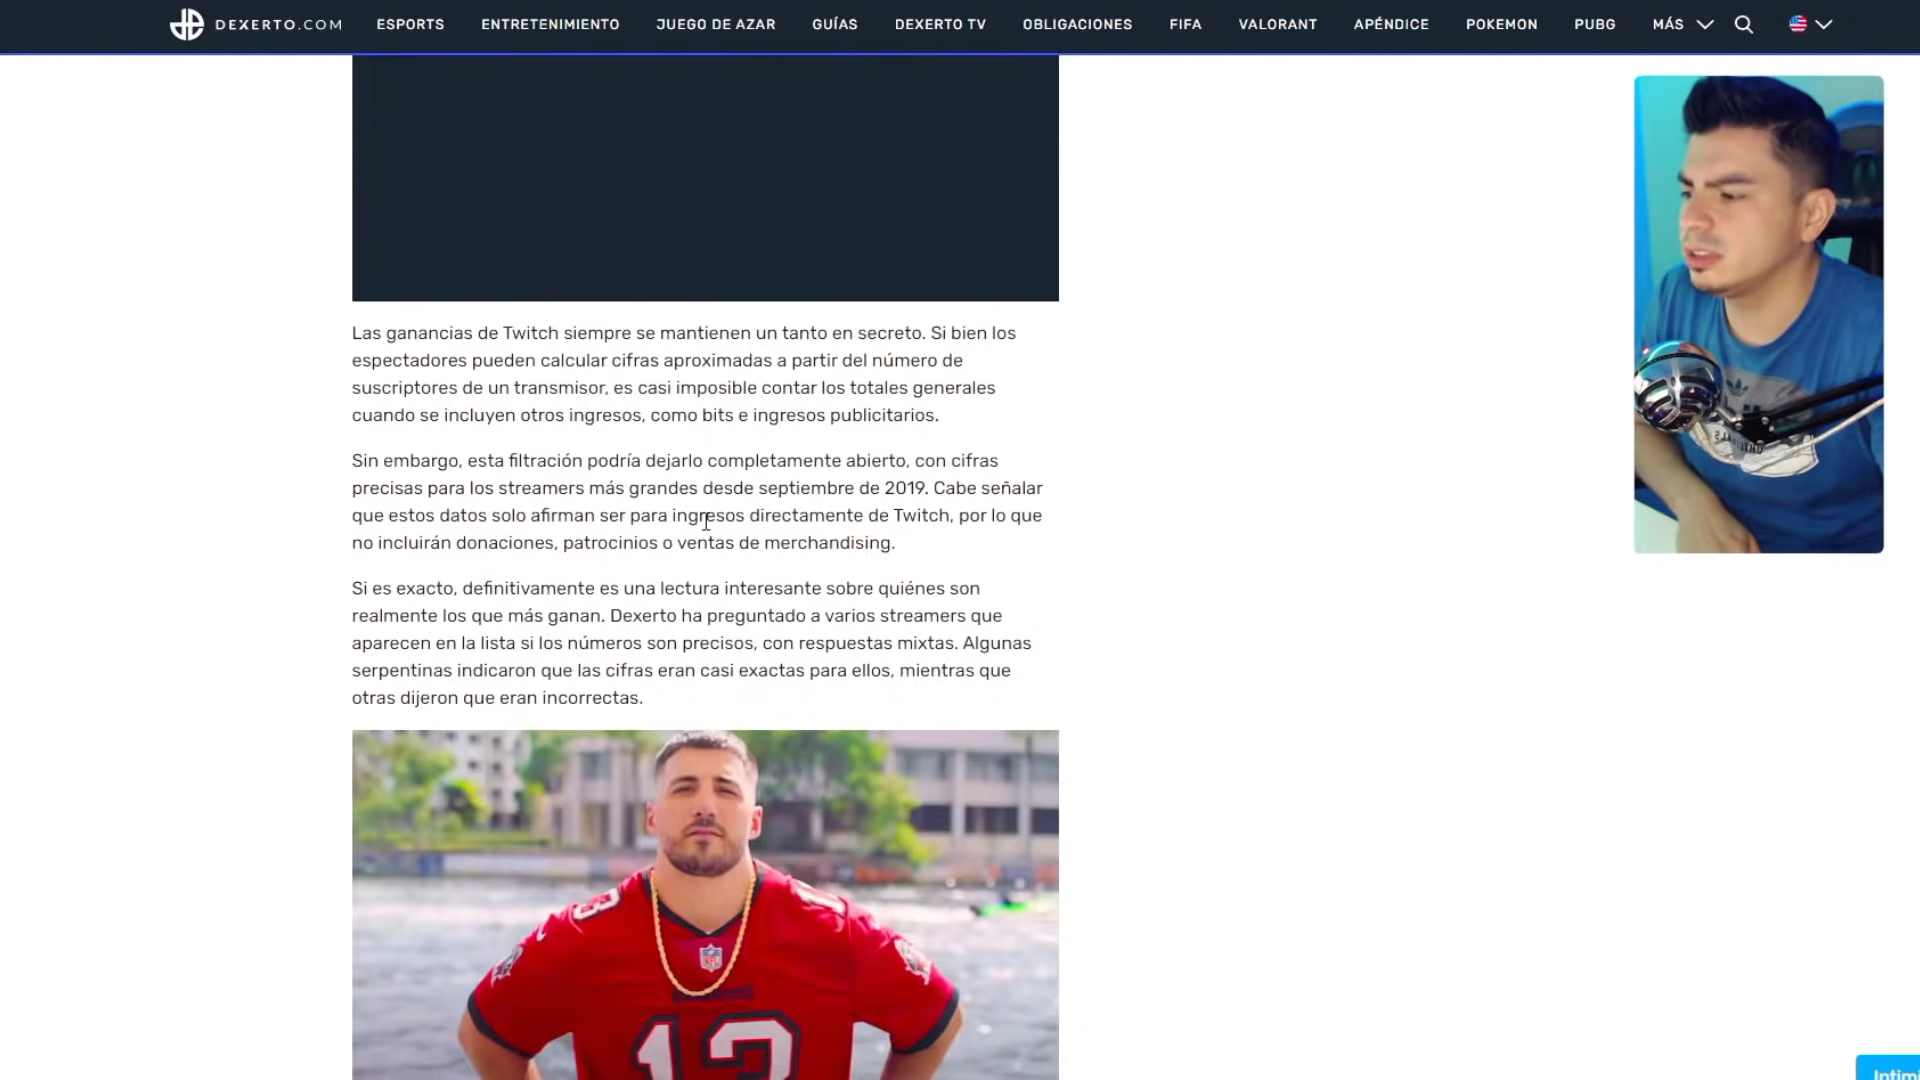 DEXERTO.COM ESPORTS ENTRETENIMIENTO JUEGO DE AZAR GUÍAS DEXERTO TV OBLIGACIONES FIFA VALORANT APÉNDICE POKEMON PUBG MÁS
Las ganancias de Twitch siempre se mantienen un tanto en secreto. Si bien los
espectadores pueden calcular cifras aproximadas a partir del número de
suscriptores de un transmisor, es casi imposible contar los totales generales
cuando se incluyen otros ingresos, como bits e ingresos publicitarios.
Sin embargo, esta filtración podría dejarlo completamente abierto, con cifras
precisas para los streamers más grandes desde septiembre de 2019. Cabe señalar
que estos datos solo afirman ser para ingresos directamente de Twitch, por lo que
no incluirán donaciones, patrocinios o ventas de merchandising.
Si es exacto, definitivamente es una lectura interesante sobre quiénes son
realmente los que más ganan. Dexerto ha preguntado a varios streamers que
aparecen en la lista si los números son precisos, con respuestas mixtas. Algunas
serpentinas indicaron que las cifras eran casi exactas para ellos, mientras que
otras dijeron que eran incorrectas.
13
NFL
13